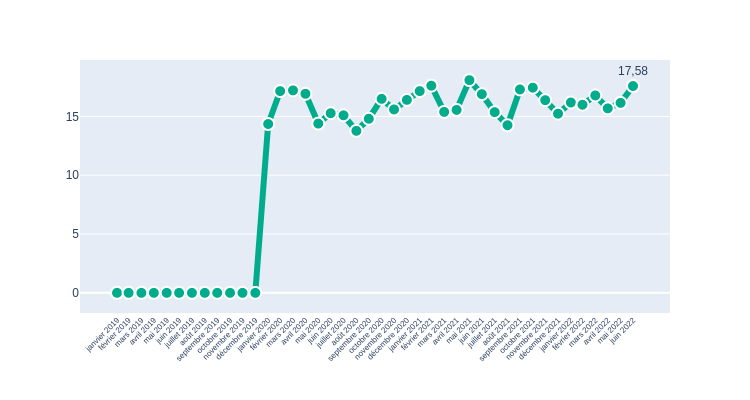 17,58
15
10
5
0
janvier 2019
février 2019
mars 2019
avril 2019
mai 2019
juin 2019
juillet 2019
août 2019
septembre 2019
octobre 2019
novembre 2019
décembre 2019
janvier 2020
février 2020
mars 2020
avril 2020
mai 2020
juin 2020
juillet 2020
août 2020
septembre 2020
octobre 2020
novembre 2020
décembre 2020
janvier 2021
février 2021
mars 2021
avril 2021
mai 2021
juin 2021
juillet 2021
août 2021
septembre 2021
octobre 2021
novembre 2021
décembre 2021
janvier 2022
février 2022
mars 2022
avril 2022
mai 2022
juin 2022